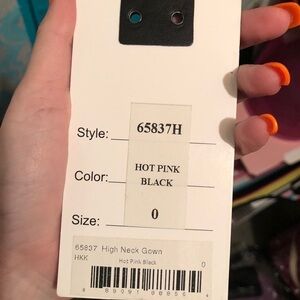 Style: 65837H
Color: HOT PINK
BLACK
Size: 0
65837 High Neck Gown
HKK Hot Pink Black 0